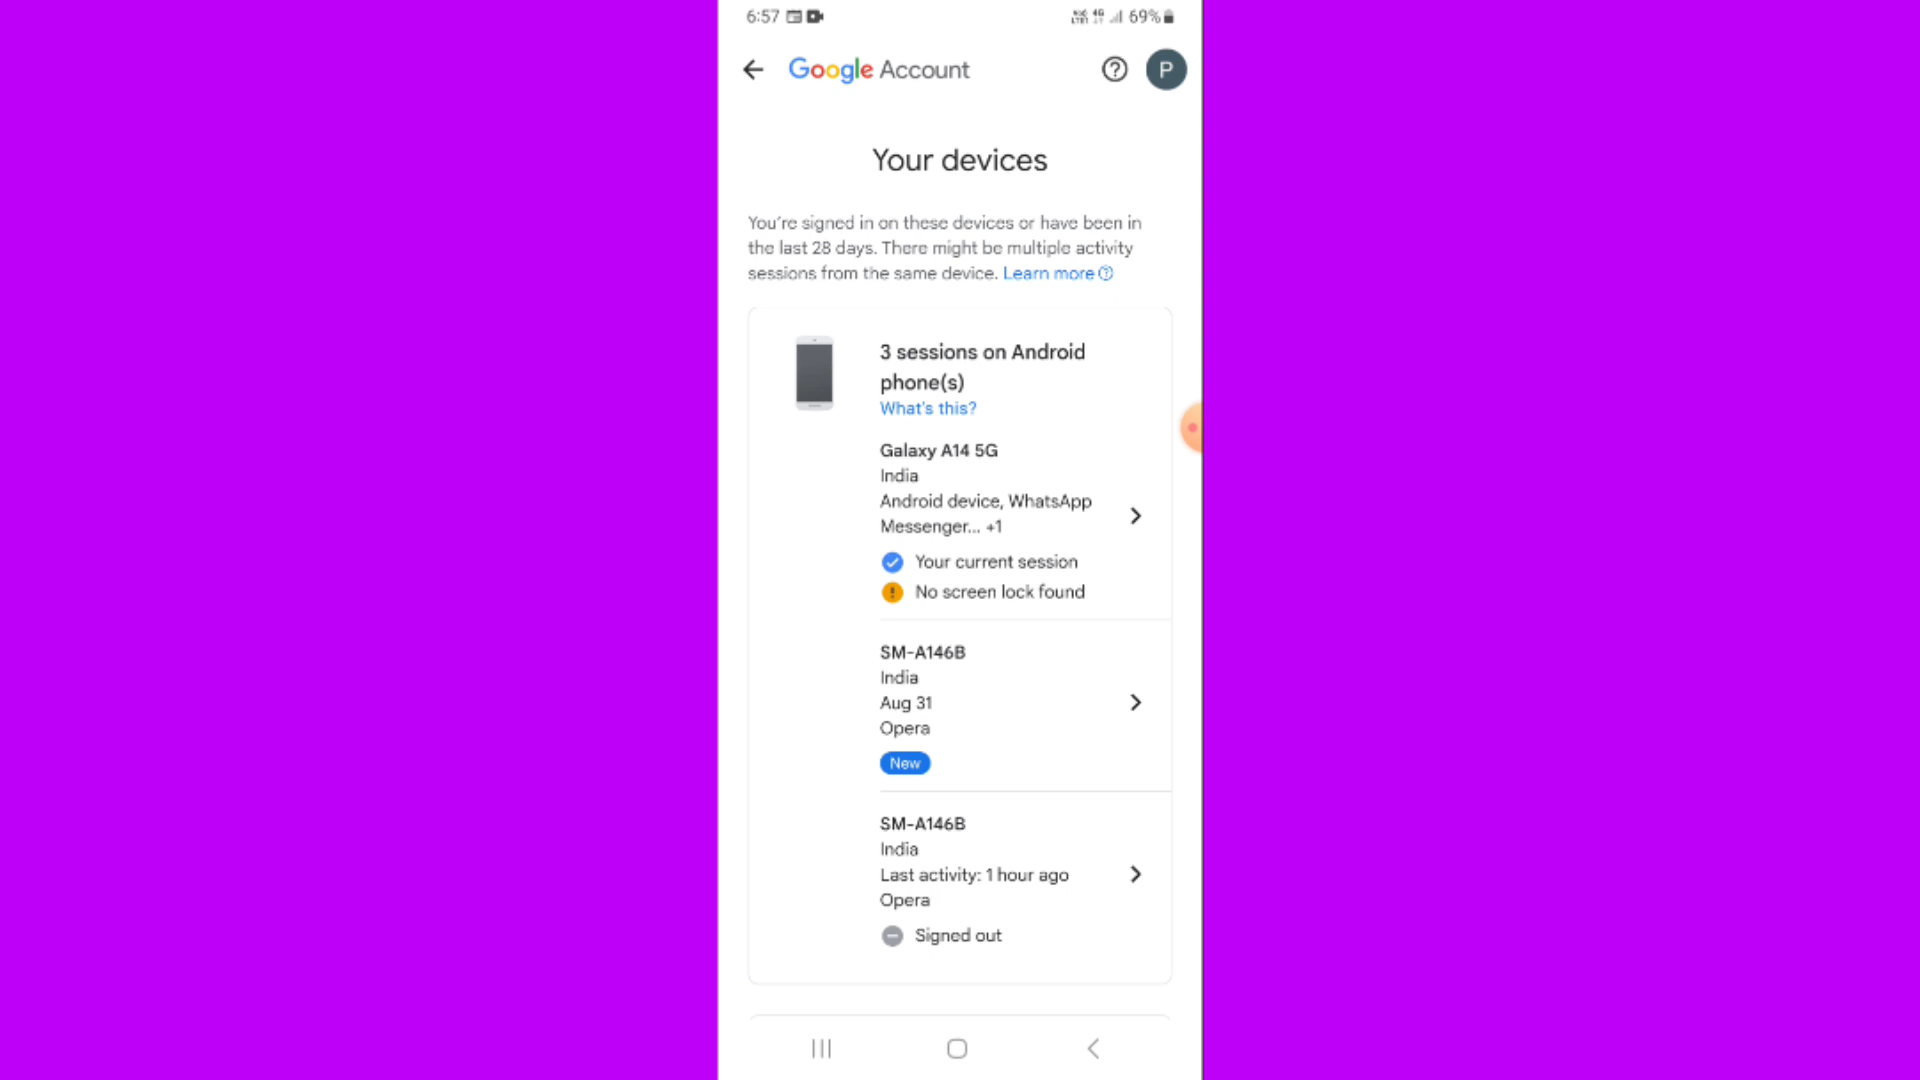 6:57
69%
Google Account
P
Your devices
You're signed in on these devices or have been in
the last 28 days. There might be multiple activity
sessions from the same device. Learn more
3 sessions on Android
phone(s)
What's this?
Galaxy A14 5G
India
Android device, WhatsApp
Messenger... +1
Your current session
No screen lock found
SM-A146B
India
Aug 31
Opera
New
SM-A146B
India
Last activity: 1 hour ago
Opera
Signed out